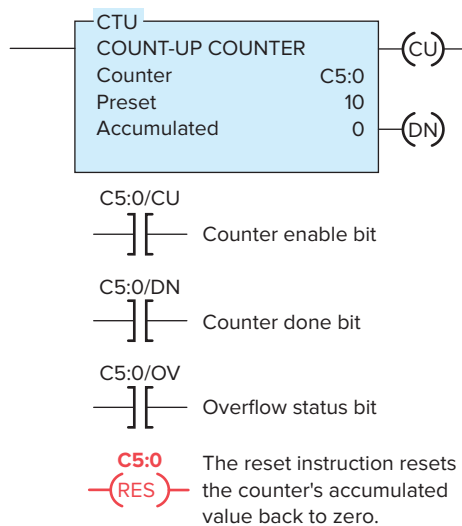 CTU
COUNT-UP COUNTER
Counter C5:0
Preset 10
Accumulated 0
CU
DN
C5:0/CU
Counter enable bit
C5:0/DN
Counter done bit
C5:0/OV
Overflow status bit
C5:0
RES
The reset instruction resets
the counter's accumulated
value back to zero.